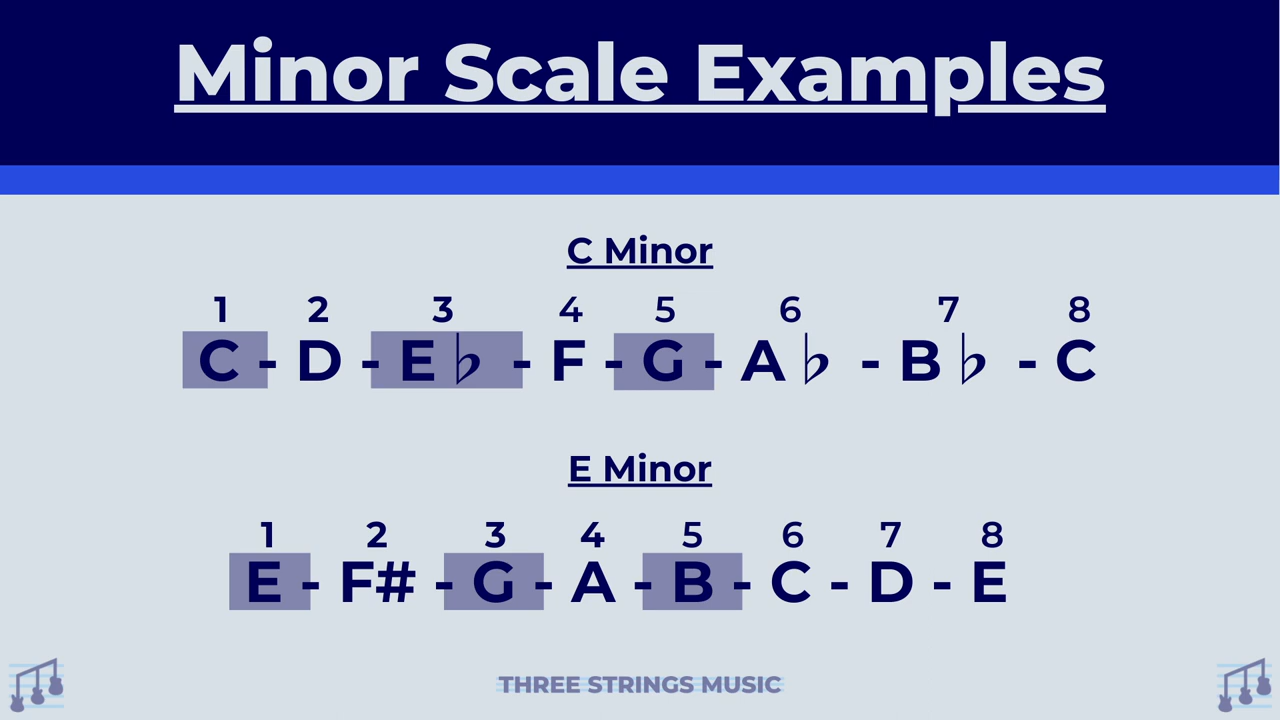 Minor Scale Examples
C Minor
1 2 3 4 5 6 7 8
C - D - E♭ - F - G - A♭ - B♭ - C
E Minor
1 2 3 4 5 6 7 8
E - F# - G - A - B - C - D - E
THREE STRINGS MUSIC